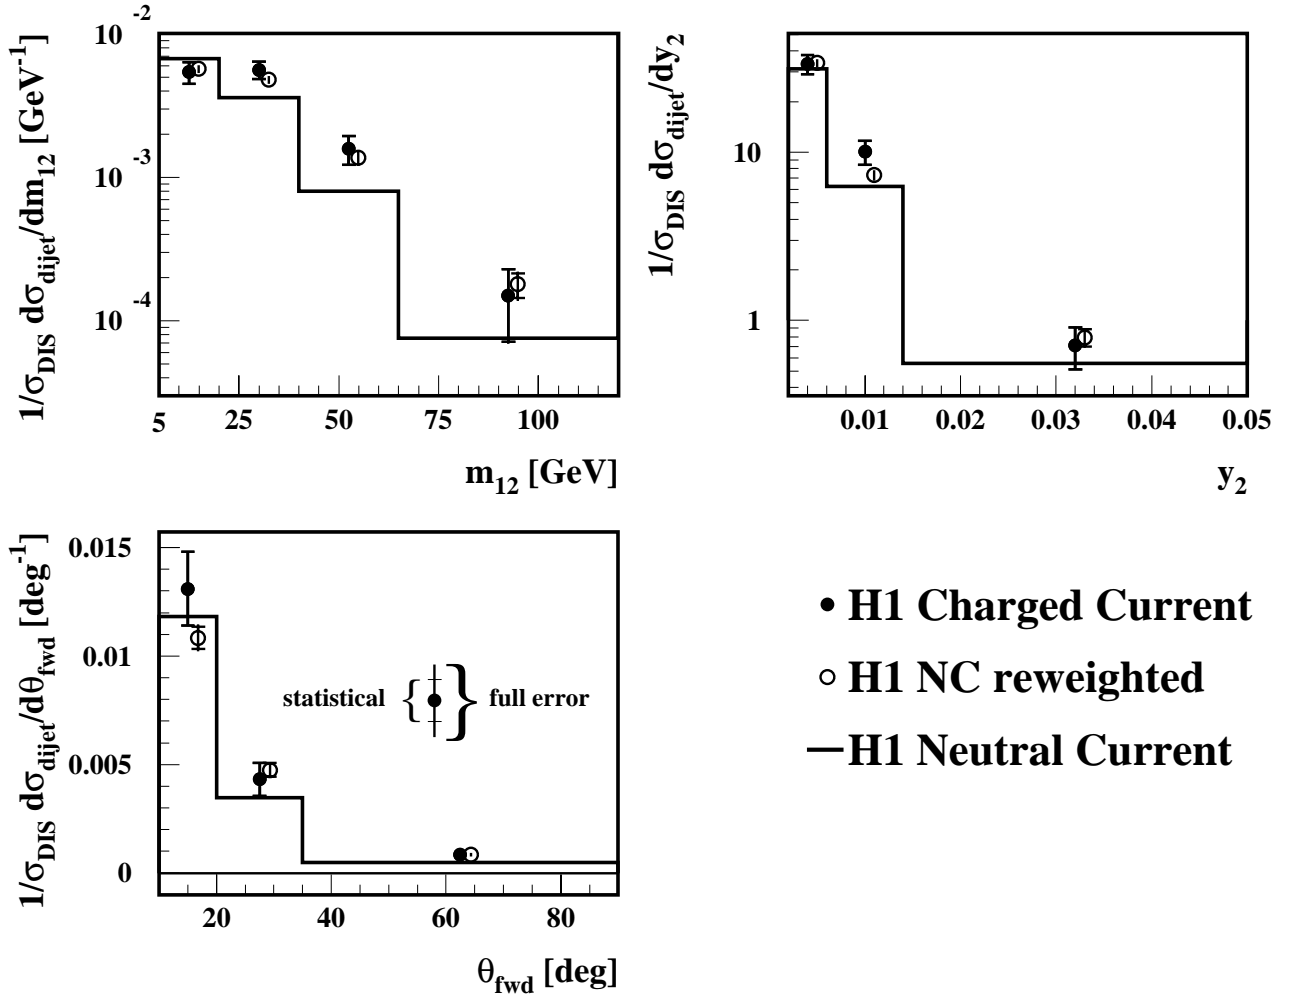 1/σ_DIS dσ_dijet/dm_12 [GeV^-1]
10^-2
10^-3
10^-4
5 25 50 75 100
m_12 [GeV]
1/σ_DIS dσ_dijet/dy_2
10
1
0.01 0.02 0.03 0.04 0.05
y_2
1/σ_DIS dσ_dijet/dθ_fwd [deg^-1]
0.015
0.01
0.005
0
statistical { } full error
20 40 60 80
θ_fwd [deg]
H1 Charged Current
H1 NC reweighted
H1 Neutral Current